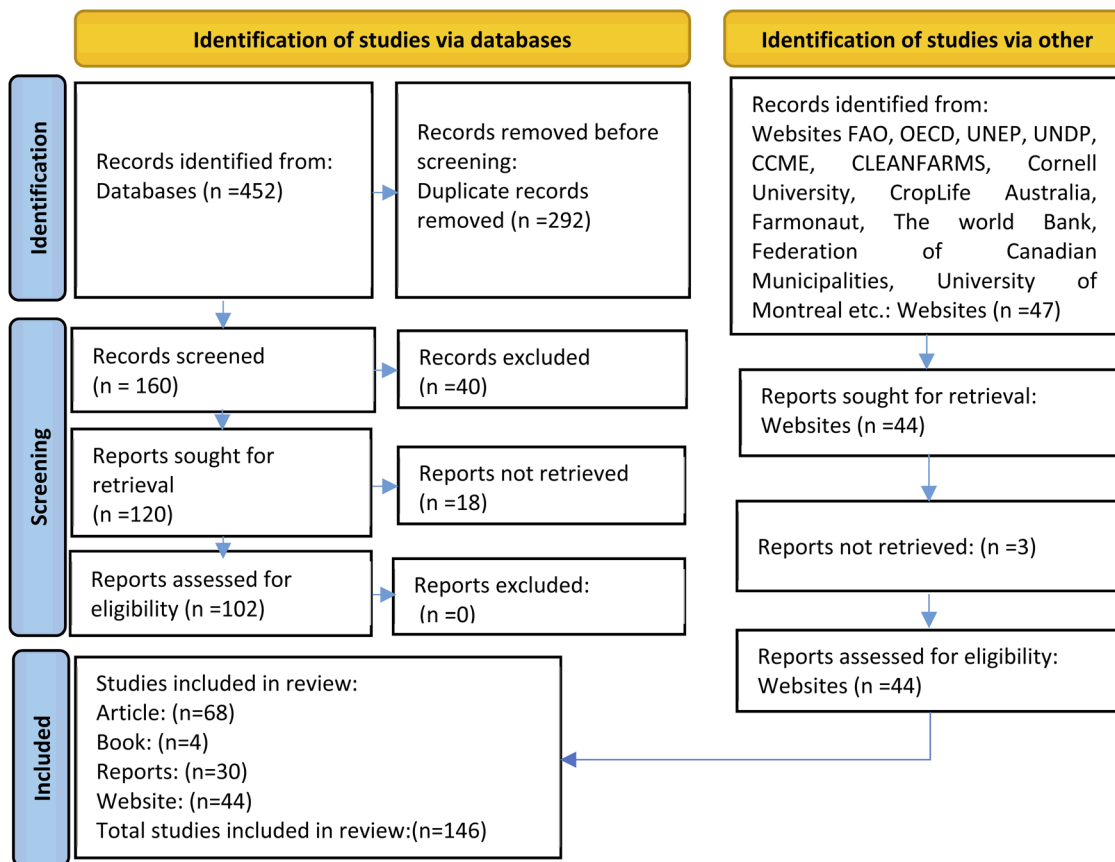 Identification of studies via databases
Identification of studies via other
Identification
Records identified from:
Databases (n =452)
Records removed before
screening:
Duplicate records
removed (n =292)
Records identified from:
Websites FAO, OECD, UNEP, UNDP,
CCME, CLEANFARMS, Cornell
University, CropLife Australia,
Farmonaut, The world Bank,
Federation of Canadian
Municipalities, University of
Montreal etc.: Websites (n =47)
Screening
Records screened
(n = 160)
Records excluded
(n =40)
Reports sought for retrieval:
Websites (n =44)
Reports sought for
retrieval
(n =120)
Reports not retrieved
(n =18)
Reports not retrieved: (n =3)
Reports assessed for
eligibility (n =102)
Reports excluded:
(n =0)
Reports assessed for eligibility:
Websites (n =44)
Included
Studies included in review:
Article: (n=68)
Book: (n=4)
Reports: (n=30)
Website: (n=44)
Total studies included in review:(n=146)